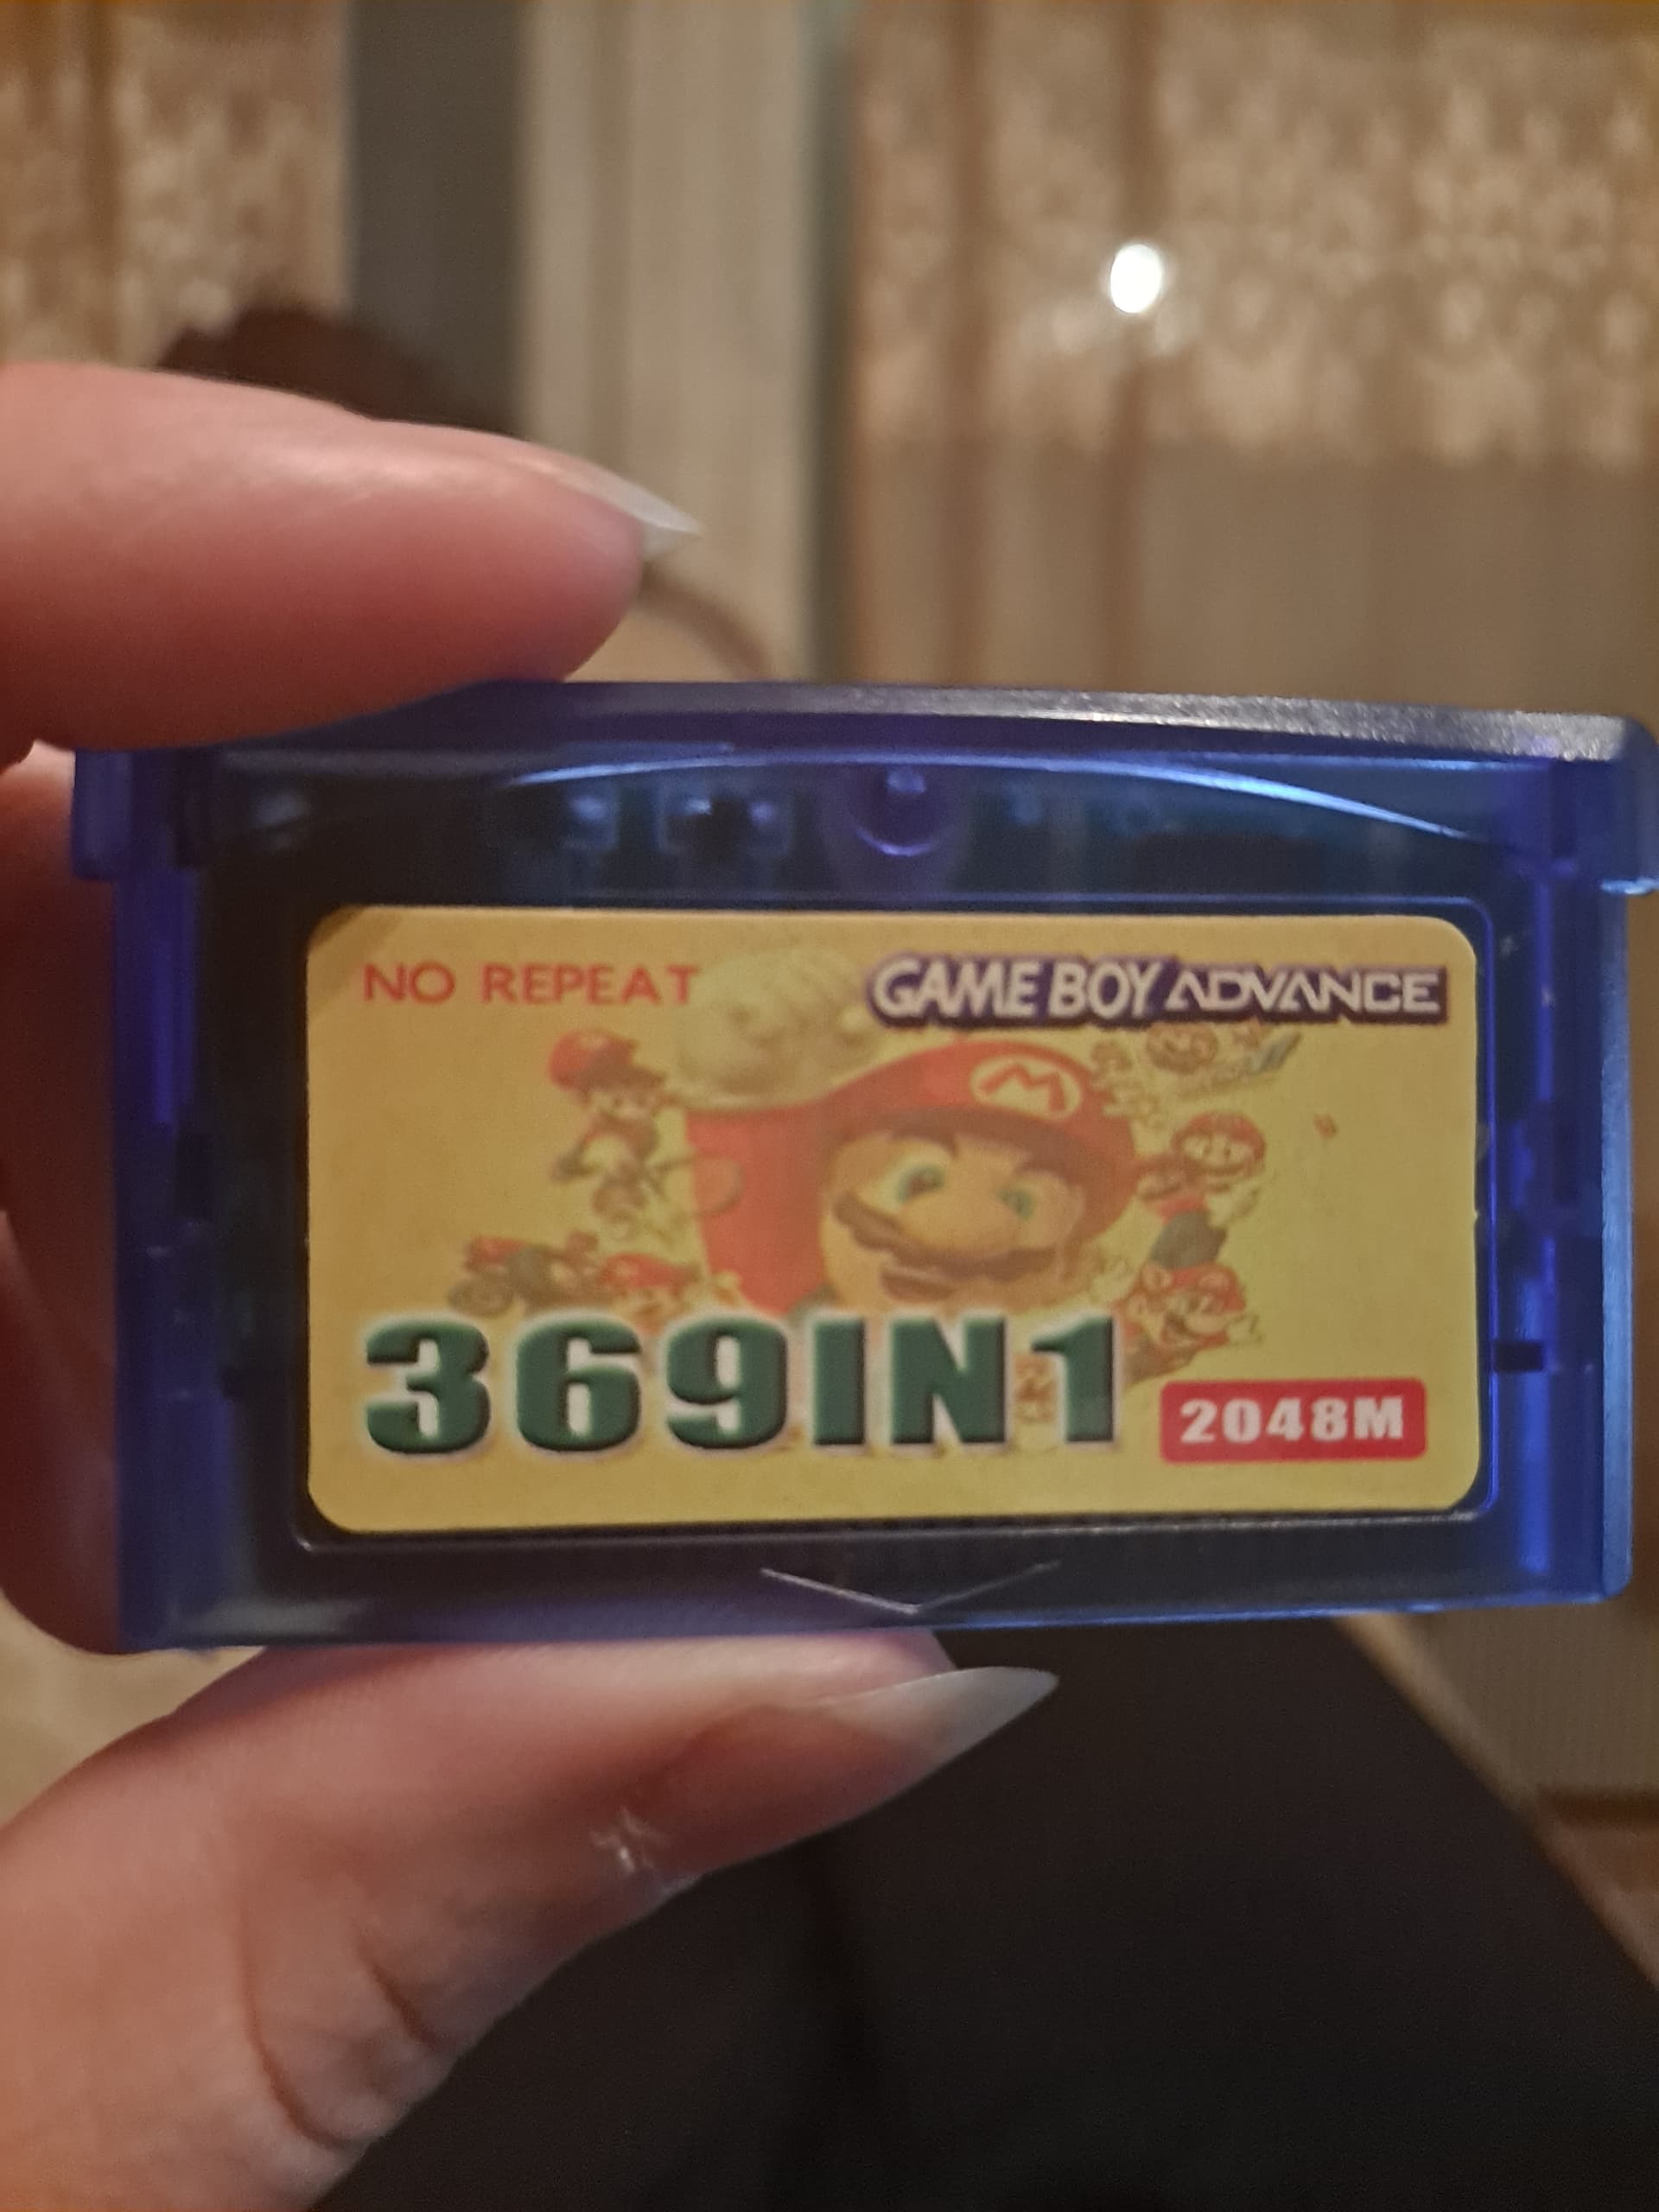 NO REPEAT
GAME BOY ADVANCE
M
369IN1
2048M